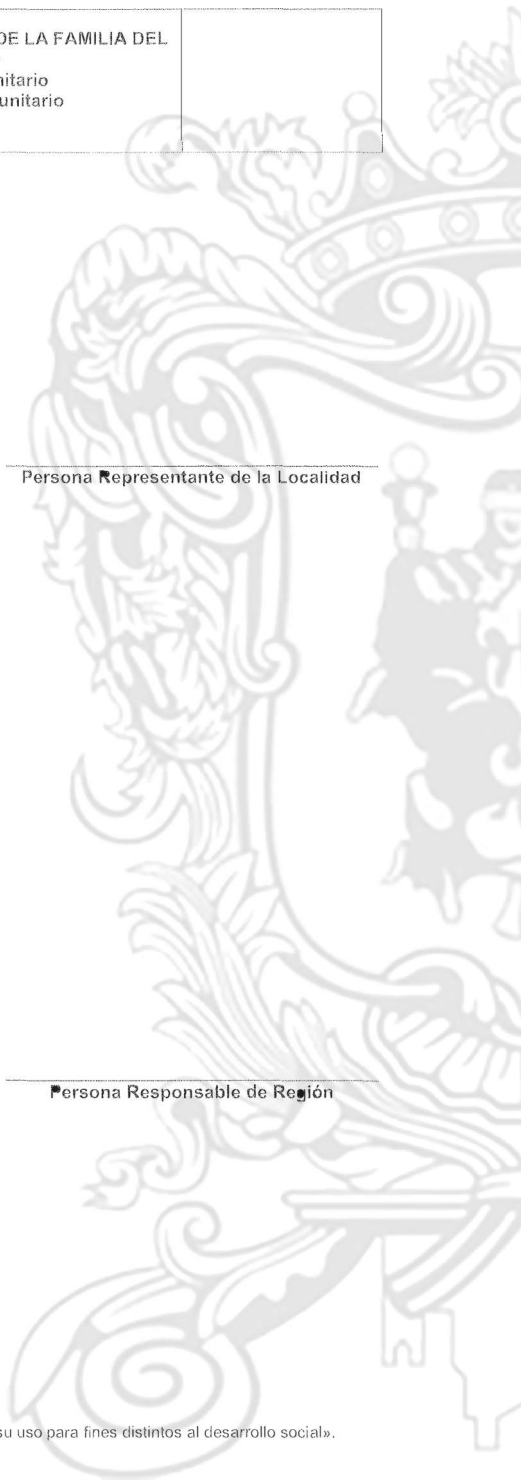 DE LA FAMILIA DEL
nitario
unitario
Persona Representante de la Localidad
Persona Responsable de Región
su uso para fines distintos al desarrollo social».